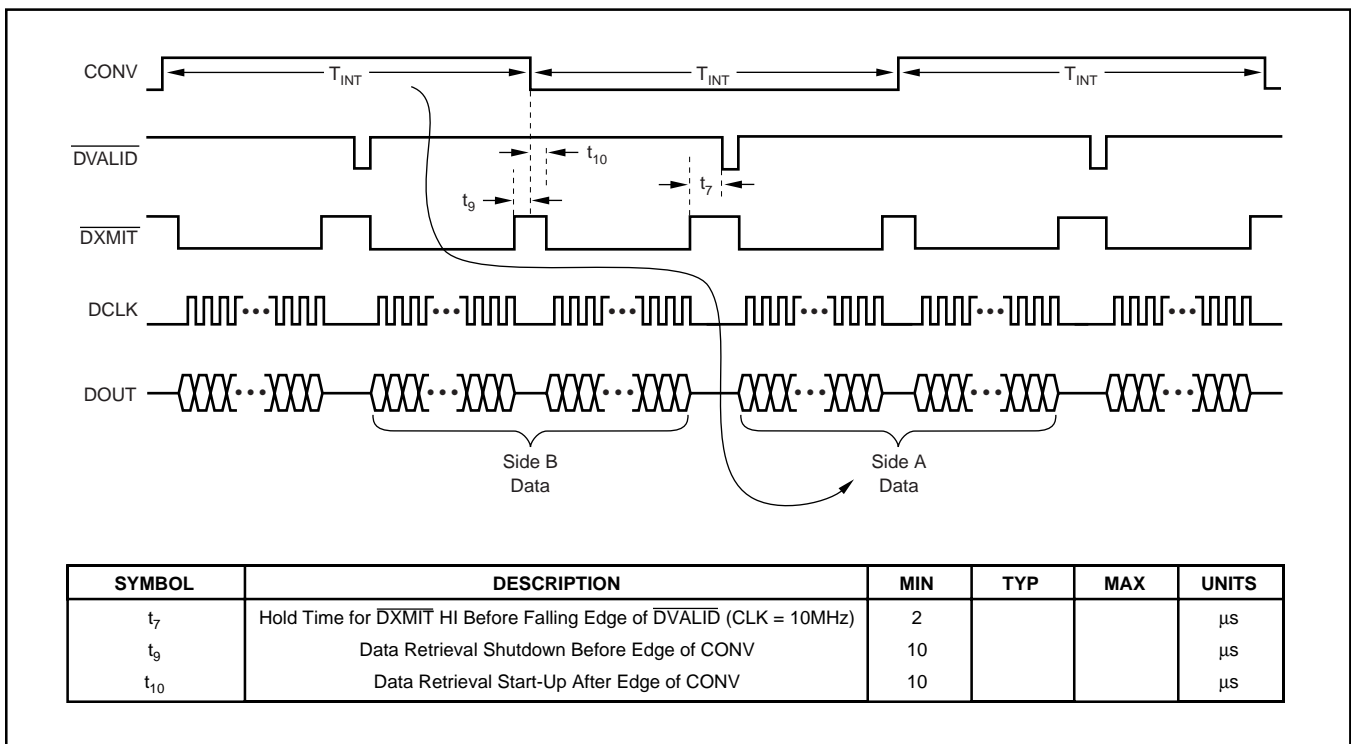 CONV
T_INT T_INT T_INT
DVALID
t_10
t_7
t_9
DXMIT
DCLK
DOUT
Side B
Data
Side A
Data
SYMBOL DESCRIPTION MIN TYP MAX UNITS
t_7 Hold Time for DXMIT HI Before Falling Edge of DVALID (CLK = 10MHz) 2 μs
t_9 Data Retrieval Shutdown Before Edge of CONV 10 μs
t_10 Data Retrieval Start-Up After Edge of CONV 10 μs